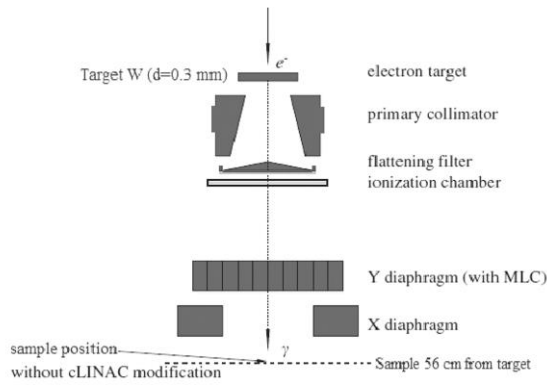 e-
Target W (d=0.3 mm)
electron target
primary collimator
flattening filter
ionization chamber
Y diaphragm (with MLC)
X diaphragm
γ
sample position
without cLINAC modification
Sample 56 cm from target